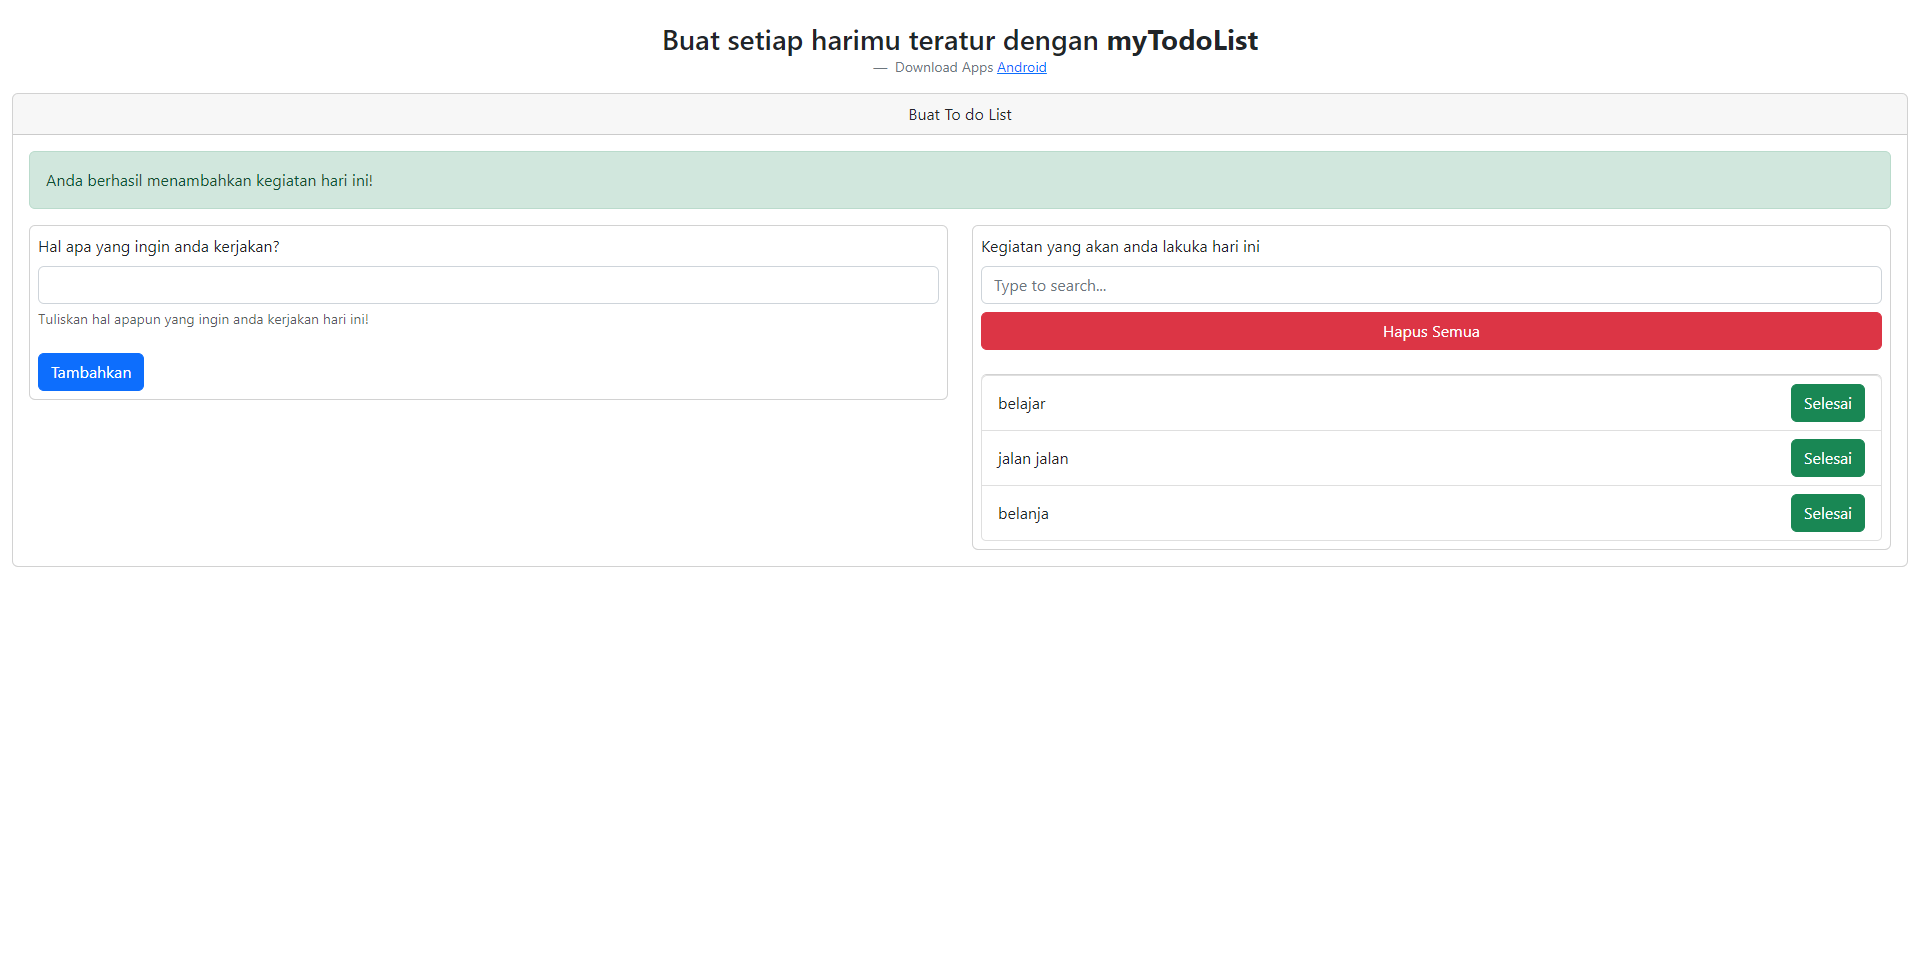 Buat setiap harimu teratur dengan myTodoList
— Download Apps Android
Buat To do List
Anda berhasil menambahkan kegiatan hari ini!
Hal apa yang ingin anda kerjakan?
Tuliskan hal apapun yang ingin anda kerjakan hari ini!
Tambahkan
Kegiatan yang akan anda lakuka hari ini
Type to search...
Hapus Semua
belajar Selesai
jalan jalan Selesai
belanja Selesai